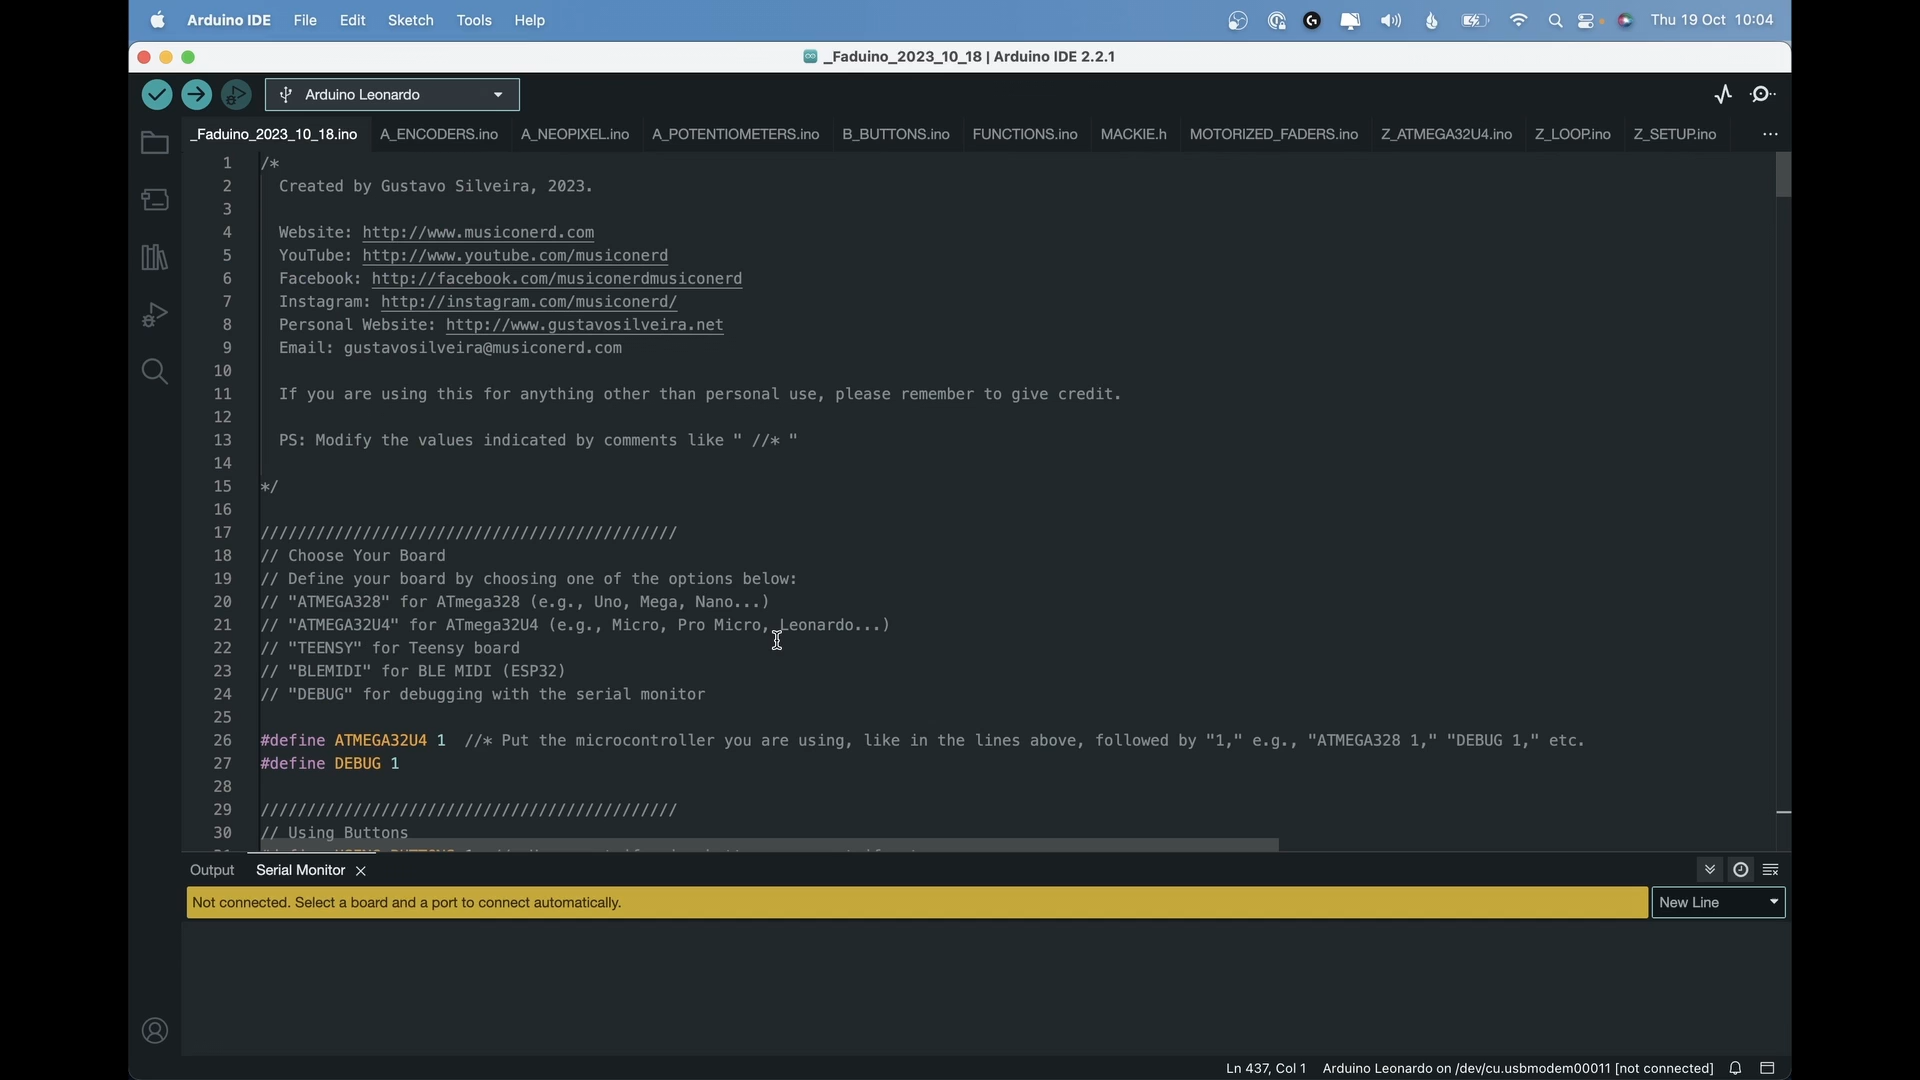 Arduino IDE File Edit Sketch Tools Help Thu 19 Oct 10:04
_Faduino_2023_10_18 | Arduino IDE 2.2.1
Arduino Leonardo
_Faduino_2023_10_18.ino A_ENCODERS.ino A_NEOPIXEL.ino A_POTENTIOMETERS.ino B_BUTTONS.ino FUNCTIONS.ino MACKIE.h MOTORIZED_FADERS.ino Z_ATMEGA32U4.ino Z_LOOP.ino Z_SETUP.ino ...
1 /*
2 Created by Gustavo Silveira, 2023.
3
4 Website: http://www.musiconerd.com
5 YouTube: http://www.youtube.com/musiconerd
6 Facebook: http://facebook.com/musiconerdmusiconerd
7 Instagram: http://instagram.com/musiconerd/
8 Personal Website: http://www.gustavosilveira.net
9 Email: gustavosilveira@musiconerd.com
10
11 If you are using this for anything other than personal use, please remember to give credit.
12
13 PS: Modify the values indicated by comments like " //* "
14
15 */
16
17 /////////////////////////////////////////////
18 // Choose Your Board
19 // Define your board by choosing one of the options below:
20 // "ATMEGA328" for ATmega328 (e.g., Uno, Mega, Nano...)
21 // "ATMEGA32U4" for ATmega32U4 (e.g., Micro, Pro Micro, Leonardo...)
22 // "TEENSY" for Teensy board
23 // "BLEMIDI" for BLE MIDI (ESP32)
24 // "DEBUG" for debugging with the serial monitor
25
26 #define ATMEGA32U4 1 //* Put the microcontroller you are using, like in the lines above, followed by "1," e.g., "ATMEGA328 1," "DEBUG 1," etc.
27 #define DEBUG 1
28
29 /////////////////////////////////////////////
30 // Using Buttons
Output Serial Monitor
Not connected. Select a board and a port to connect automatically. New Line
Ln 437, Col 1 Arduino Leonardo on /dev/cu.usbmodem00011 [not connected]